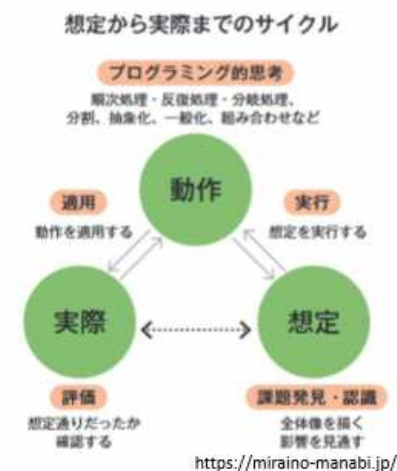 想定から実際までのサイクル
プログラミング的思考
順次処理・反復処理・分岐処理、
分割、抽象化、一般化、組み合わせなど
動作
適用
動作を適用する
実行
想定を実行する
実際
想定
評価
想定通りだったか
確認する
課題発見・認識
全体像を描く
影響を見通す
https://miraino-manabi.jp/